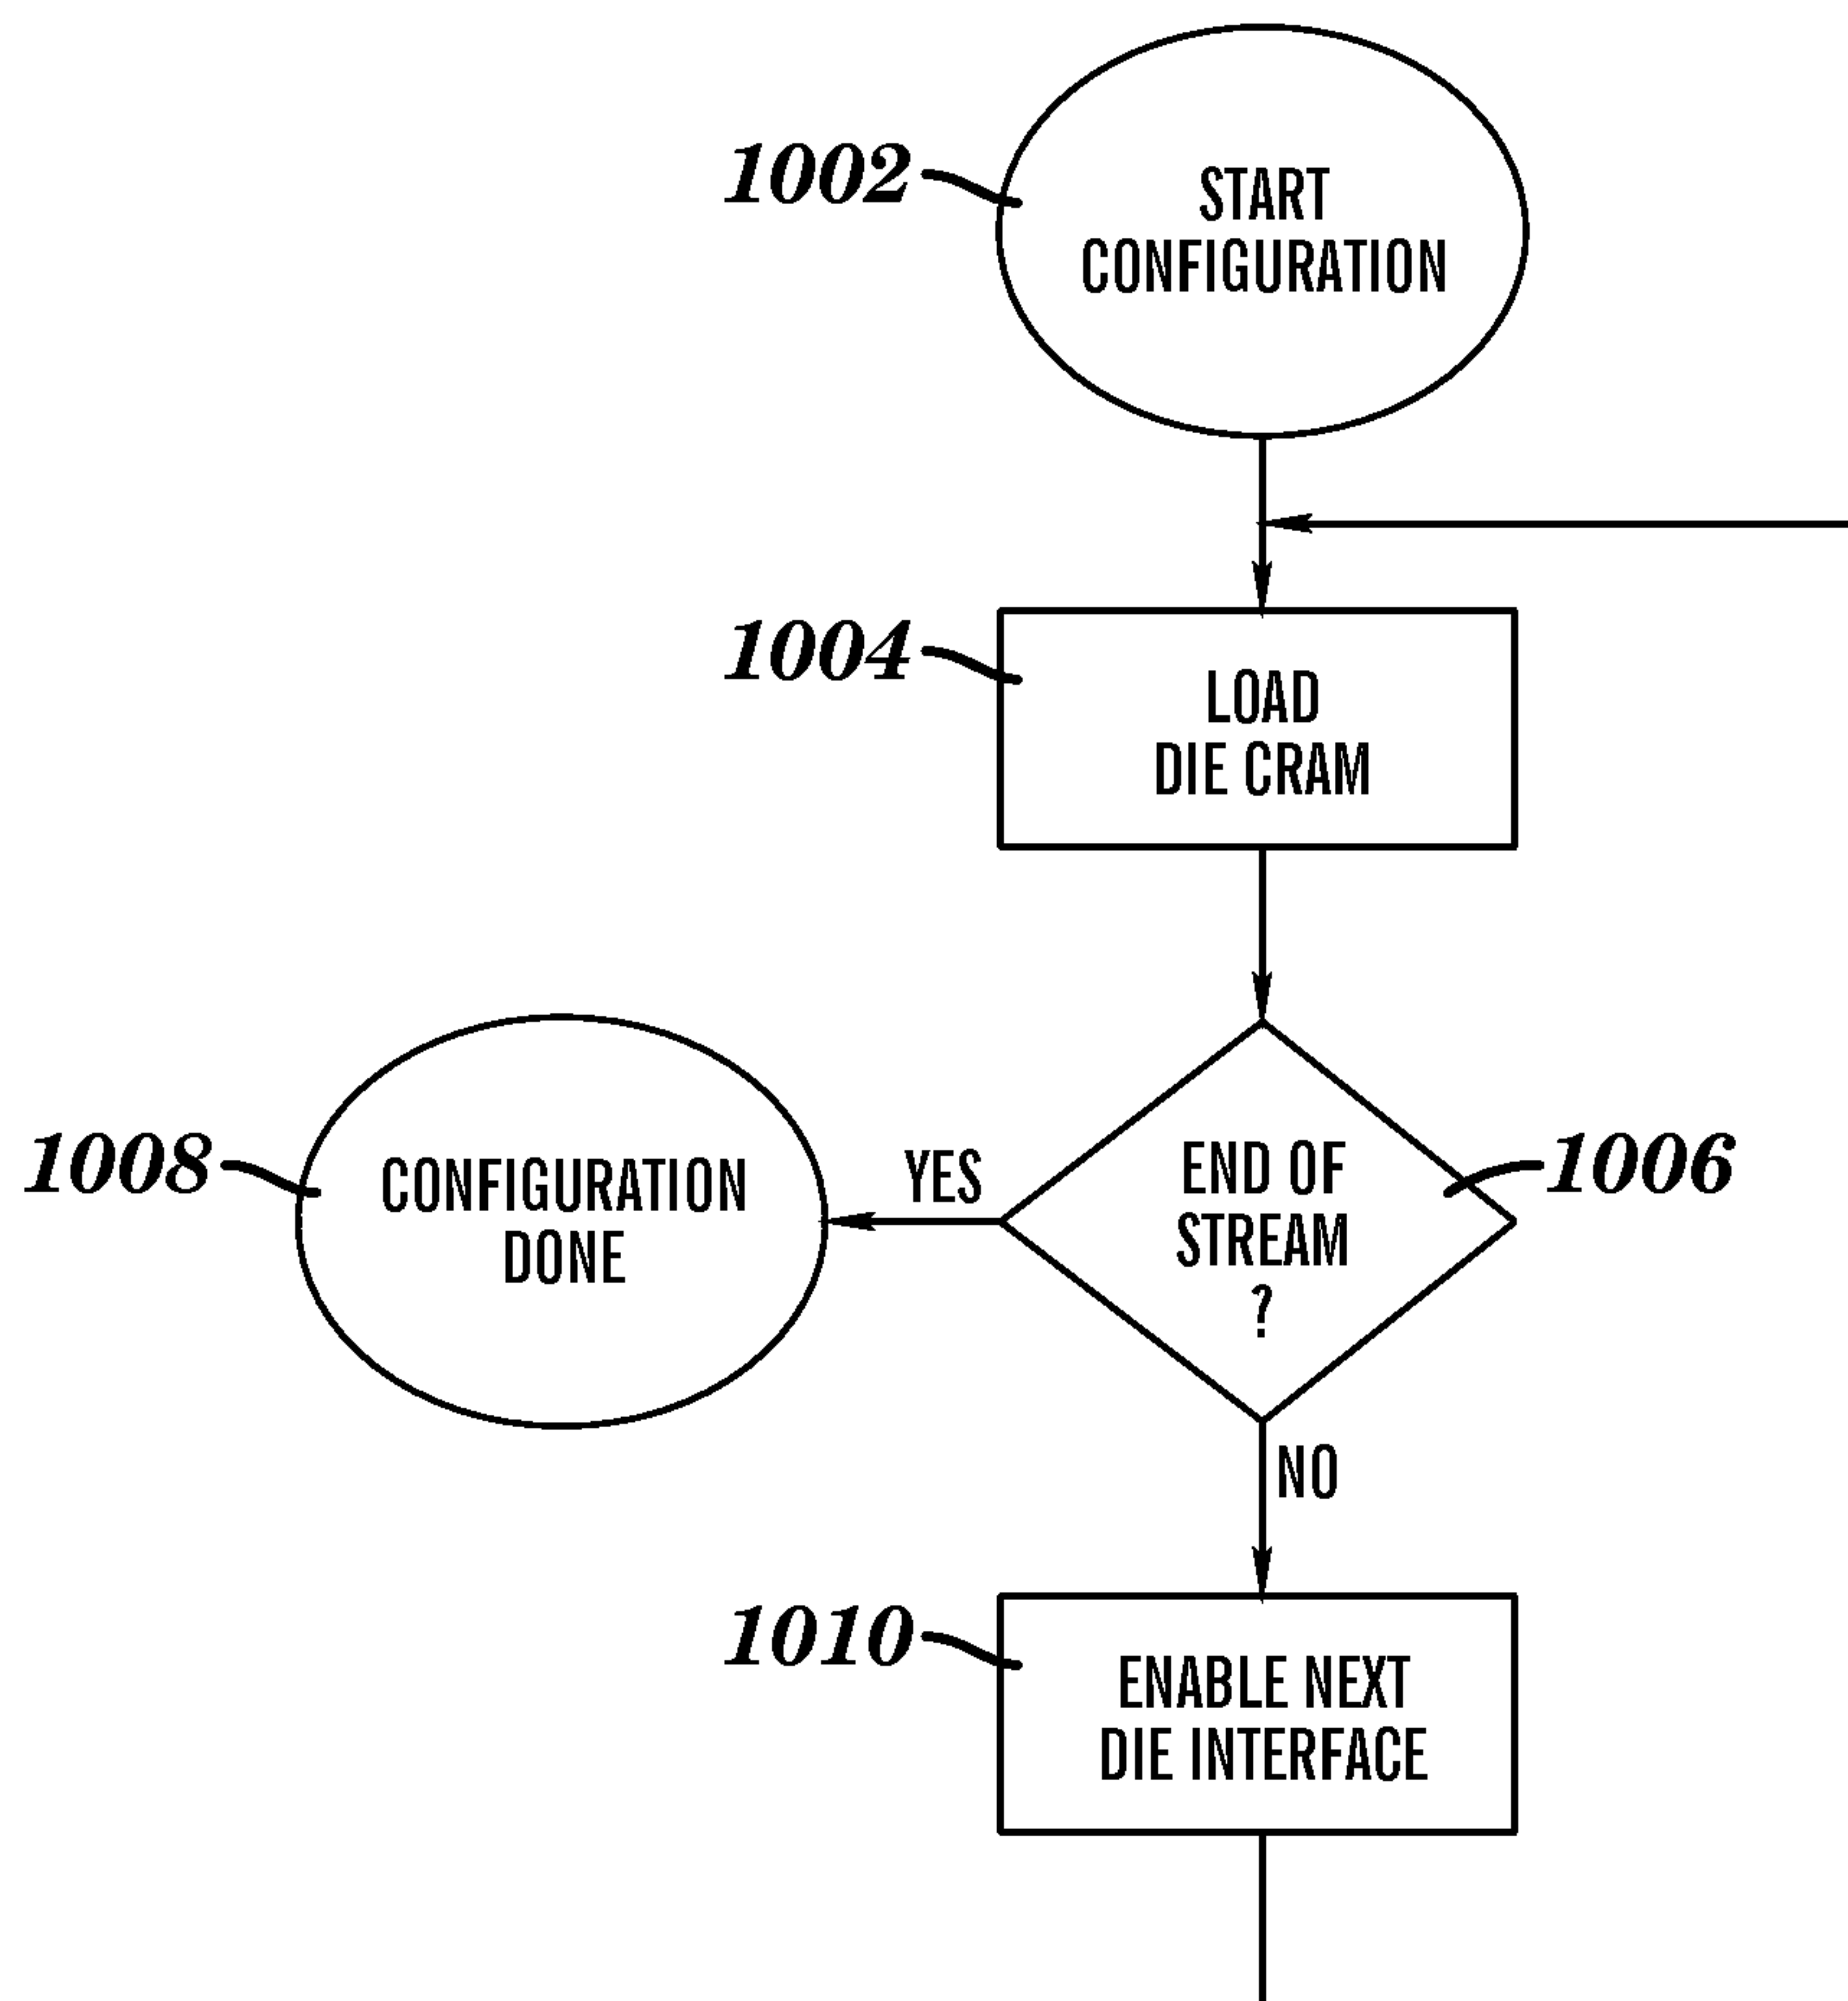 1002
START
CONFIGURATION
1004
LOAD
DIE CRAM
1008
CONFIGURATION
DONE
YES
END OF
STREAM
?
1006
NO
1010
ENABLE NEXT
DIE INTERFACE